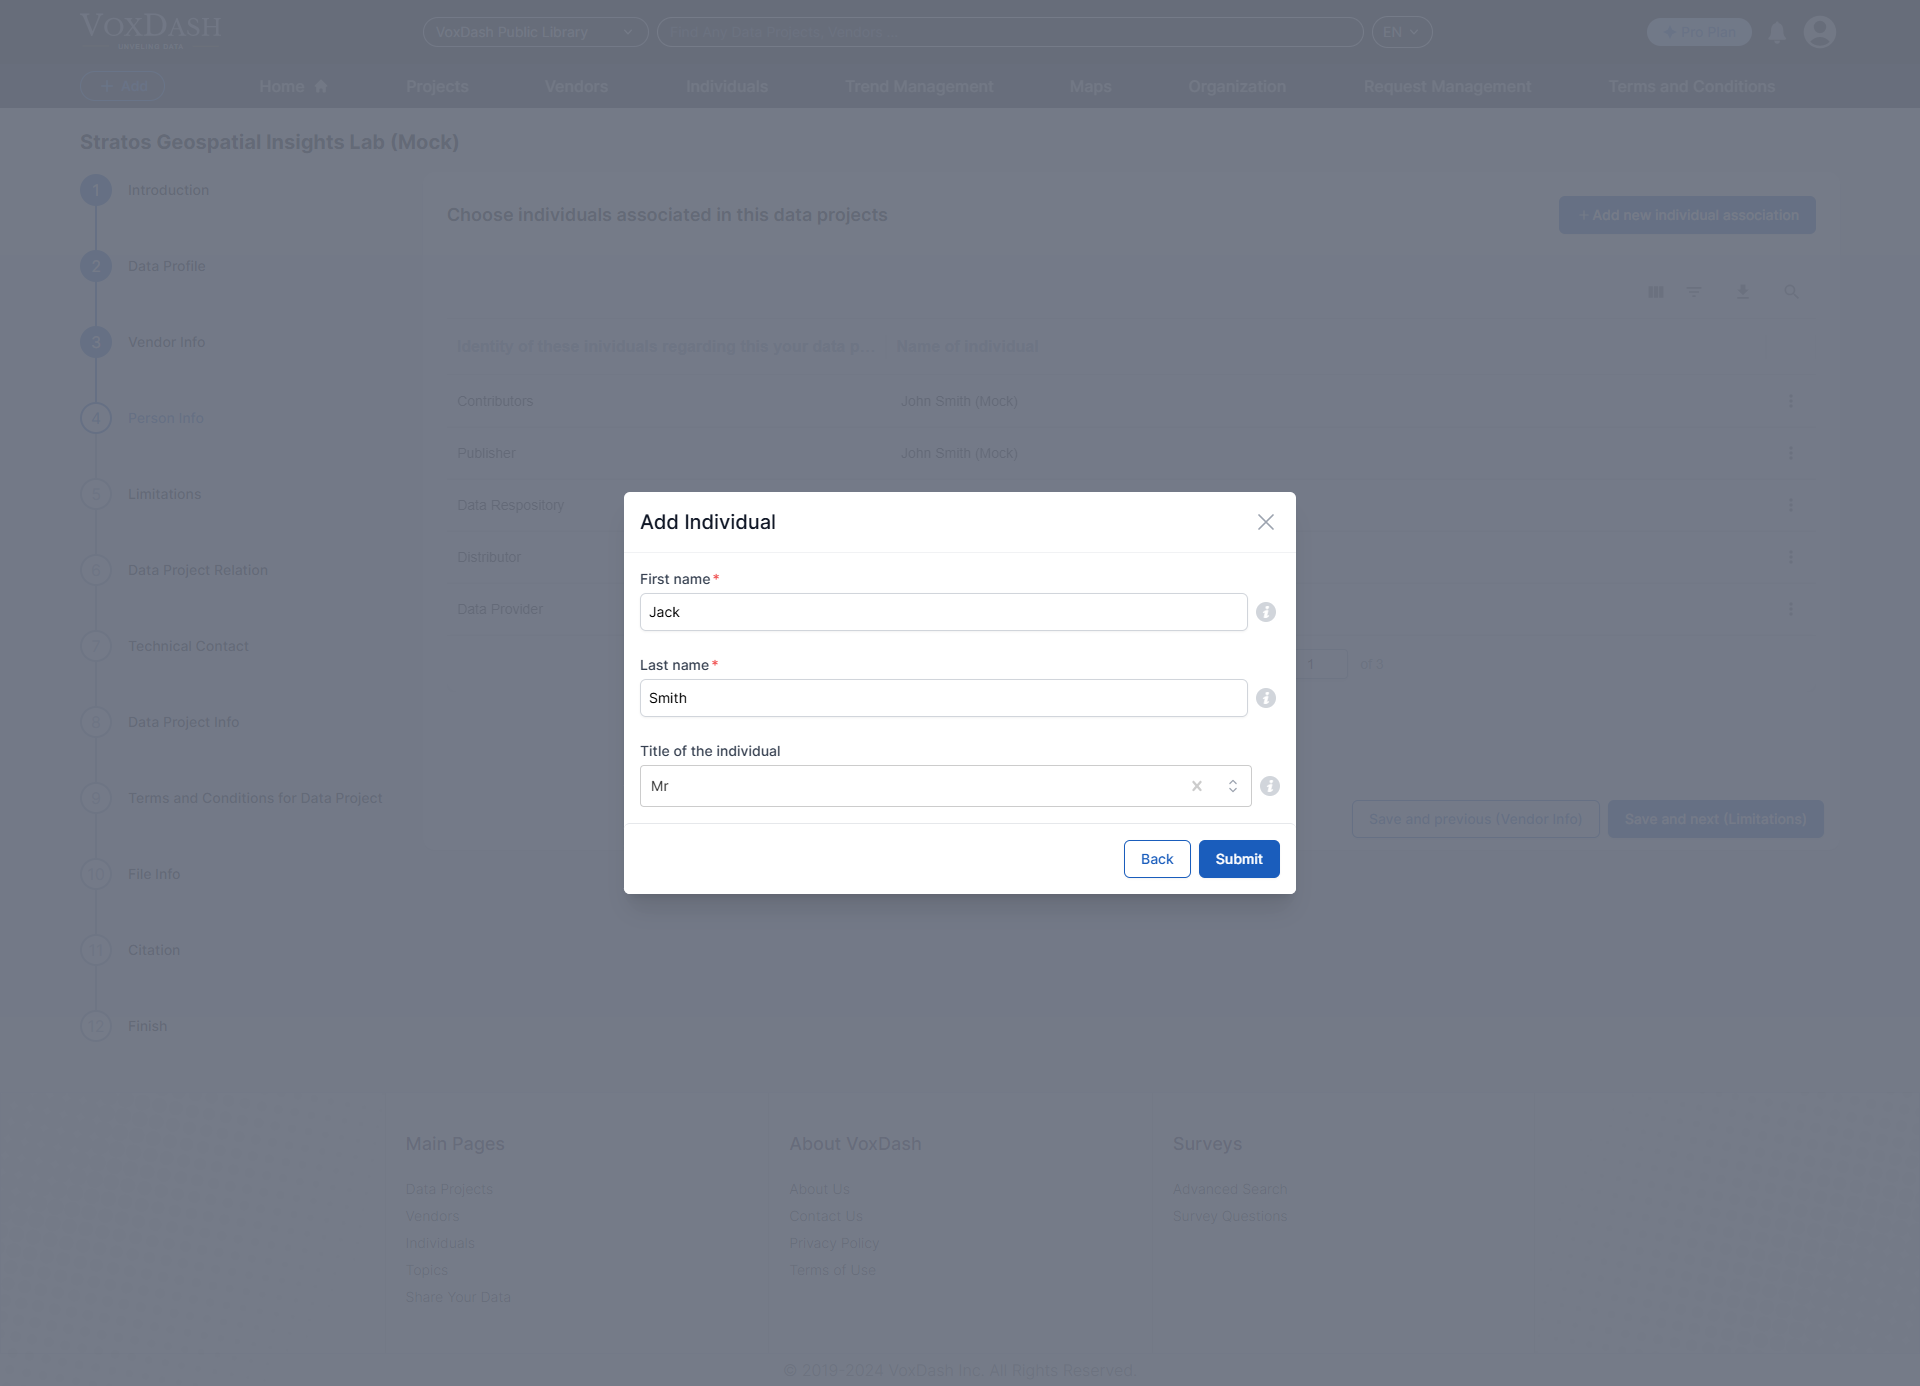 VOXDASH
VoxDash Public Library
EN
Pro Plan
+ Add
Home
Projects
Vendors
Individuals
Trend Management
Maps
Organization
Request Management
Terms and Conditions
Stratos Geospatial Insights Lab (Mock)
1 Introduction
2 Data Profile
3 Vendor Info
4 Person Info
5 Limitations
6 Data Project Relation
7 Technical Contact
8 Data Project Info
9 Terms and Conditions for Data Project
10 File Info
11 Citation
12 Finish
Choose individuals associated in this data projects
+ Add new individual association
Identity of these inividuals regarding this your data p... Name of Individual
Contributors John Smith (Mock)
Publisher John Smith (Mock)
Data Respository
Distributor
Data Provider
1 of 3
Save and previous (Vendor Info)
Save and next (Limitations)
Add Individual
First name*
Jack
Last name*
Smith
Title of the individual
Mr
Back
Submit
Main Pages
Data Projects
Vendors
Individuals
Topics
Share Your Data
About VoxDash
About Us
Contact Us
Privacy Policy
Terms of Use
Surveys
Advanced Search
Survey Questions
© 2019-2024 VoxDash Inc. All Rights Reserved.